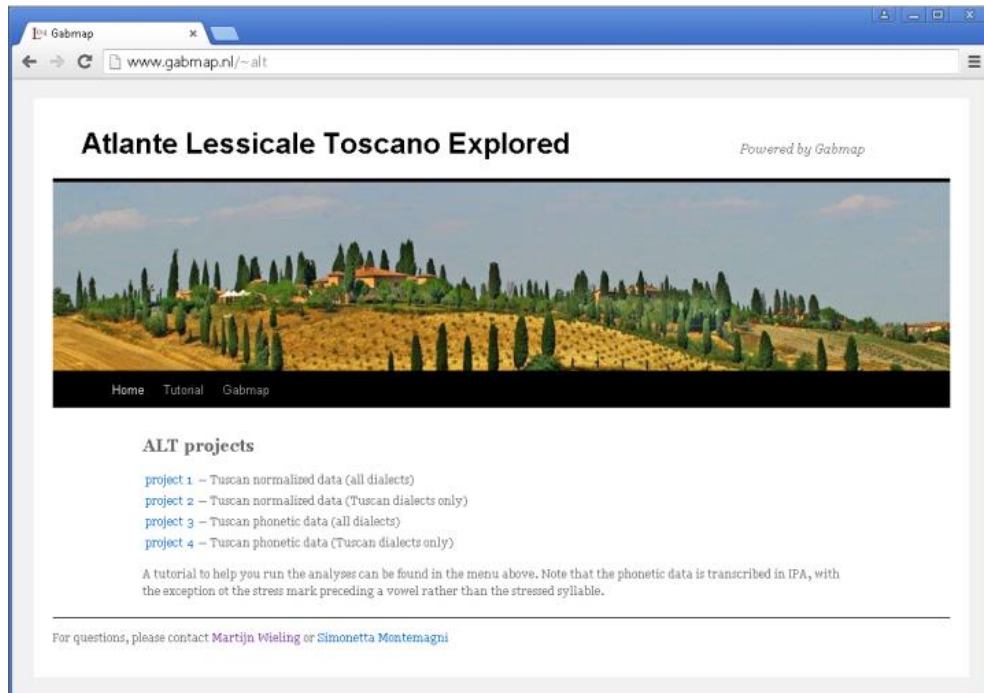 Gabmap
www.gabmap.nl/~alt
Atlante Lessicale Toscano Explored
Powered by Gabmap
Home Tutorial Gabmap
ALT projects
project 1 – Tuscan normalized data (all dialects)
project 2 – Tuscan normalized data (Tuscan dialects only)
project 3 – Tuscan phonetic data (all dialects)
project 4 – Tuscan phonetic data (Tuscan dialects only)
A tutorial to help you run the analyses can be found in the menu above. Note that the phonetic data is transcribed in IPA, with
the exception of the stress mark preceding a vowel rather than the stressed syllable.
For questions, please contact Martijn Wieling or Simonetta Montemagni